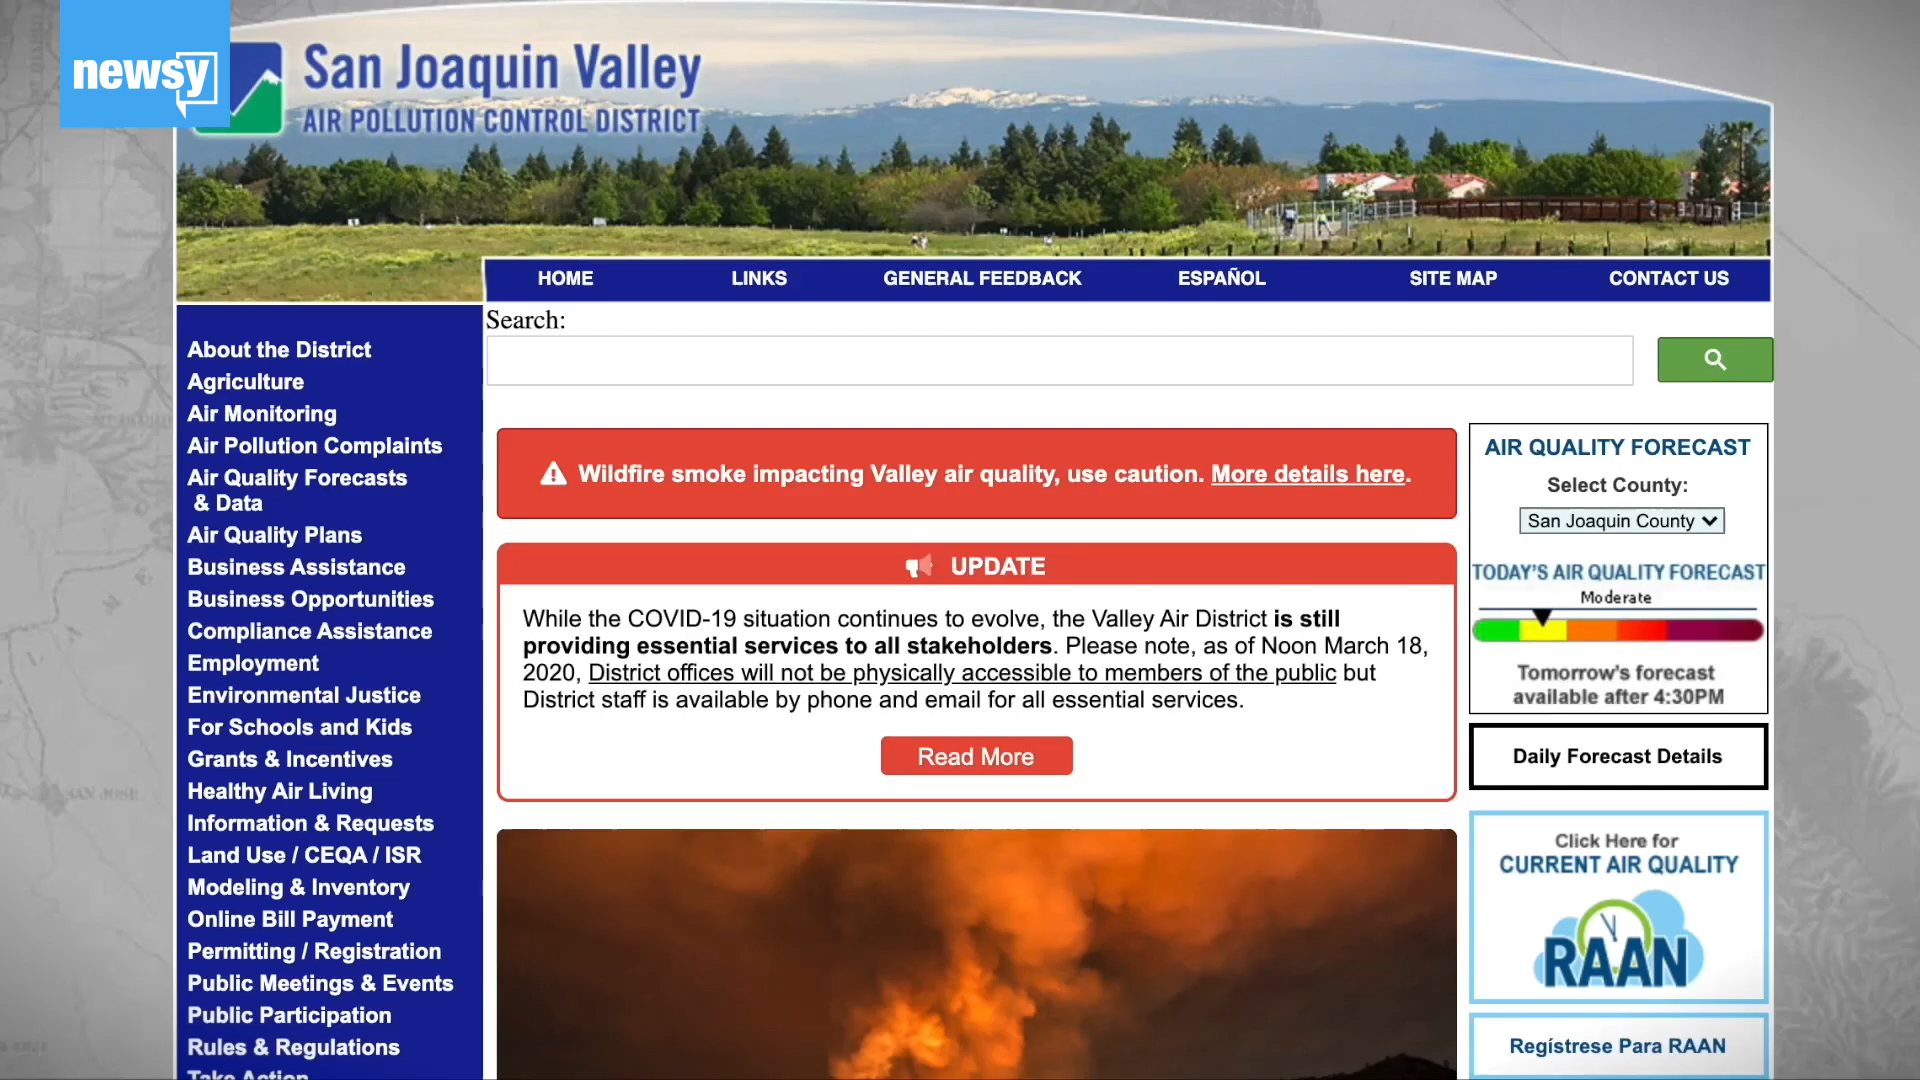 newsy
San Joaquin Valley
AIR POLLUTION CONTROL DISTRICT
HOME
LINKS
GENERAL FEEDBACK
ESPAÑOL
SITE MAP
CONTACT US
About the District
Agriculture
Air Monitoring
Air Pollution Complaints
Air Quality Forecasts
& Data
Air Quality Plans
Business Assistance
Business Opportunities
Compliance Assistance
Employment
Environmental Justice
For Schools and Kids
Grants & Incentives
Healthy Air Living
Information & Requests
Land Use / CEQA / ISR
Modeling & Inventory
Online Bill Payment
Permitting / Registration
Public Meetings & Events
Public Participation
Rules & Regulations
Take Action
Search:
Wildfire smoke impacting Valley air quality, use caution. More details here.
UPDATE
While the COVID-19 situation continues to evolve, the Valley Air District is still
providing essential services to all stakeholders. Please note, as of Noon March 18,
2020, District offices will not be physically accessible to members of the public but
District staff is available by phone and email for all essential services.
Read More
AIR QUALITY FORECAST
Select County:
San Joaquin County
TODAY'S AIR QUALITY FORECAST
Moderate
Tomorrow's forecast
available after 4:30PM
Daily Forecast Details
Click Here for
CURRENT AIR QUALITY
RAAN
Regístrese Para RAAN
SAN JOSE